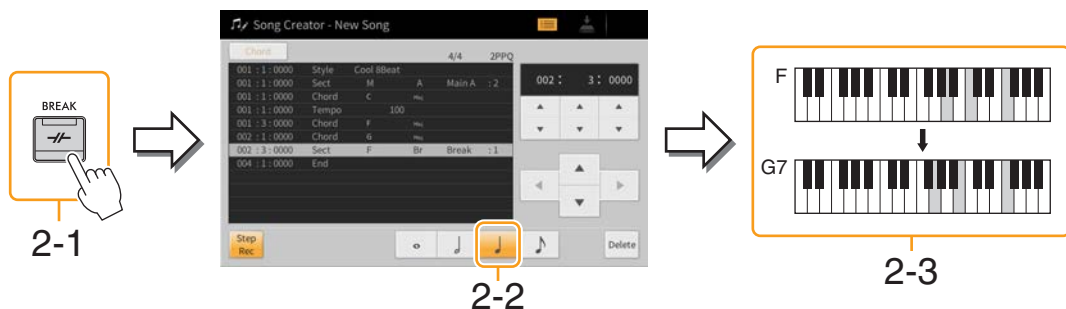 BREAK
2-1
Song Creator - New Song
Chord
4/4 2PPQ
001 : 1 : 0000 Style Cool 8Beat
001 : 1 : 0000 Sect M A Main A : 2
001 : 1 : 0000 Chord C Maj
001 : 1 : 0000 Tempo 100
001 : 3 : 0000 Chord F Maj
002 : 1 : 0000 Chord G Maj
002 : 3 : 0000 Sect F Br Break : 1
004 : 1 : 0000 End
002 : 3 : 0000
Step
Rec
Delete
2-2
F
G7
2-3